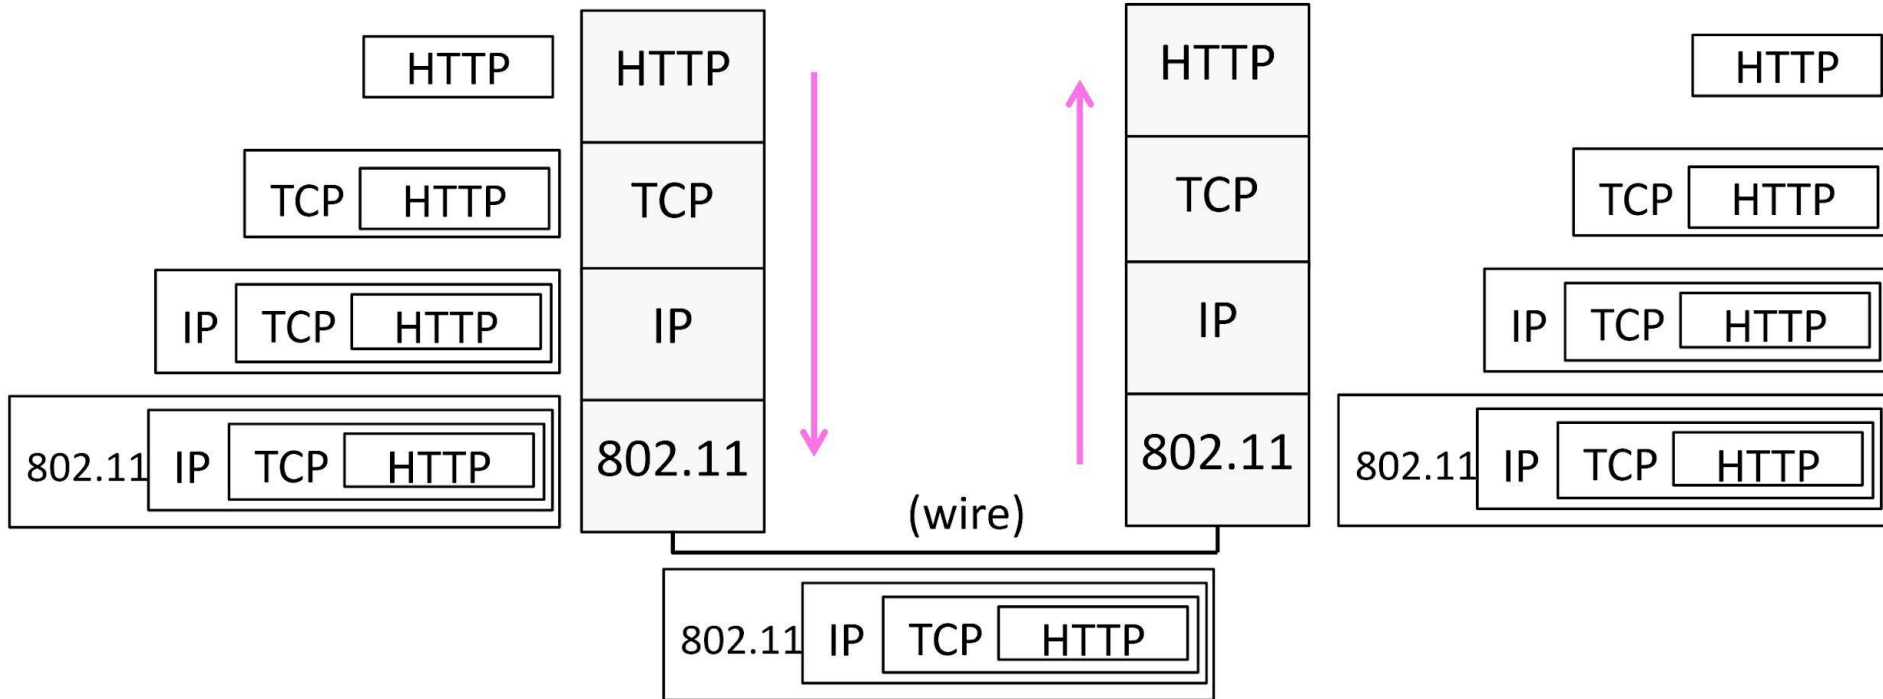 HTTP HTTP HTTP HTTP
TCP HTTP TCP TCP TCP HTTP
IP TCP HTTP IP IP IP TCP HTTP
802.11 IP TCP HTTP 802.11 802.11 802.11 IP TCP HTTP
(wire)
802.11 IP TCP HTTP